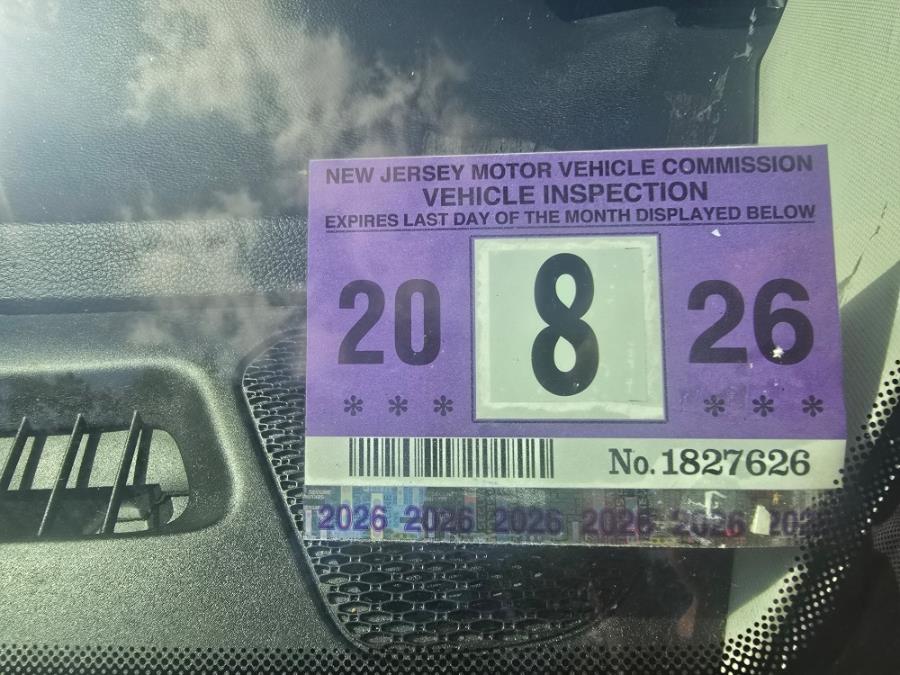 NEW JERSEY MOTOR VEHICLE COMMISSION
VEHICLE INSPECTION
EXPIRES LAST DAY OF THE MONTH DISPLAYED BELOW
20 8 26
* * * * * *
No. 1827626
2026 2026 2026 2026 2026 202